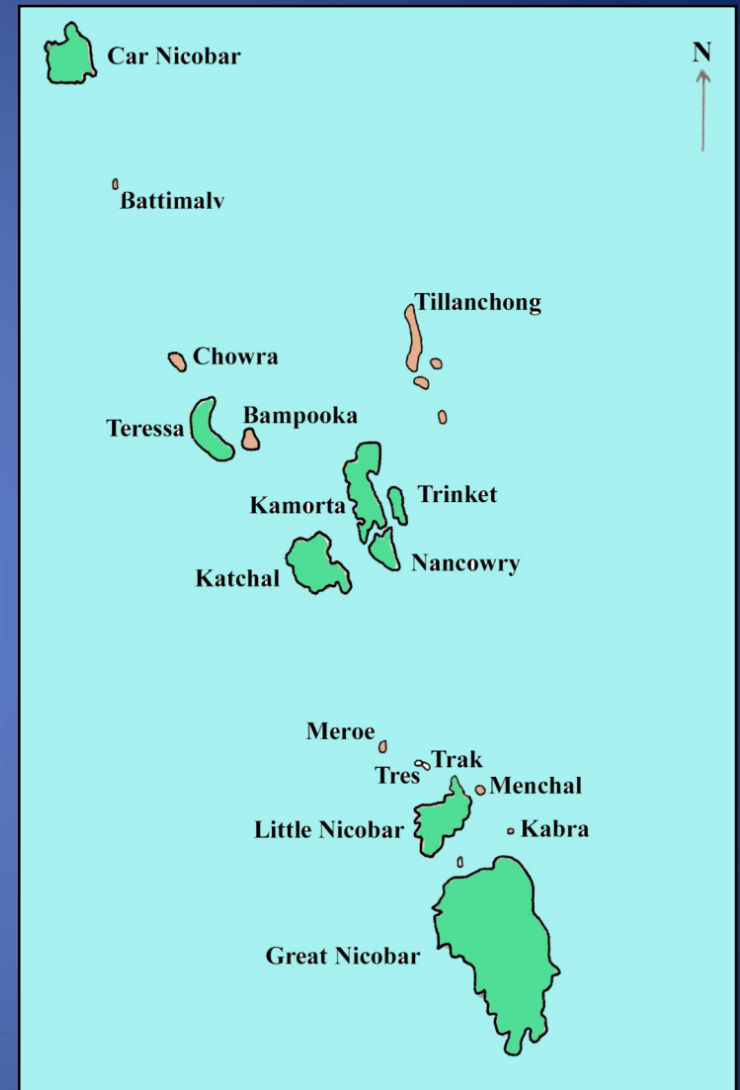 Car Nicobar
N
Battimalv
Tillanchong
Chowra
Bampooka
Teressa
Trinket
Kamorta
Nancowry
Katchal
Meroe
Trak
Tres
Menchal
Little Nicobar
Kabra
Great Nicobar